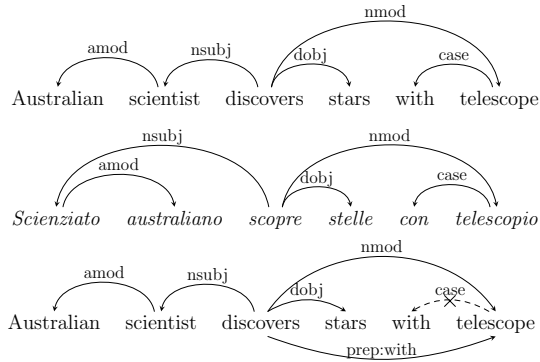 nmod
amod nsubj dobj case
Australian scientist discovers stars with telescope
nsubj nmod
amod dobj case
Scienziato australiano scopre stelle con telescopio
nmod
amod nsubj dobj case
Australian scientist discovers stars with telescope
prep:with